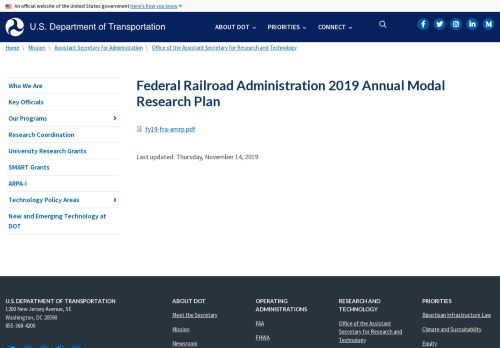 An official website of the United States government Here's how you know
U.S. Department of Transportation
ABOUT DOT
PRIORITIES
CONNECT
Home \ Mission \ Assistant Secretary for Administration \ Office of the Assistant Secretary for Research and Technology
Who We Are
Key Officials
Our Programs
Research Coordination
University Research Grants
SMART Grants
ARPA-I
Technology Policy Areas
New and Emerging Technology at
DOT
Federal Railroad Administration 2019 Annual Modal
Research Plan
fy19-fra-amrp.pdf
Last updated: Thursday, November 14, 2019
U.S. DEPARTMENT OF TRANSPORTATION
1200 New Jersey Avenue, SE
Washington, DC 20590
855-368-4200
ABOUT DOT
Meet the Secretary
Mission
Newsroom
OPERATING
ADMINISTRATIONS
FAA
FHWA
RESEARCH AND
TECHNOLOGY
Office of the Assistant
Secretary for Research and
Technology
PRIORITIES
Bipartisan Infrastructure Law
Climate and Sustainability
Equity